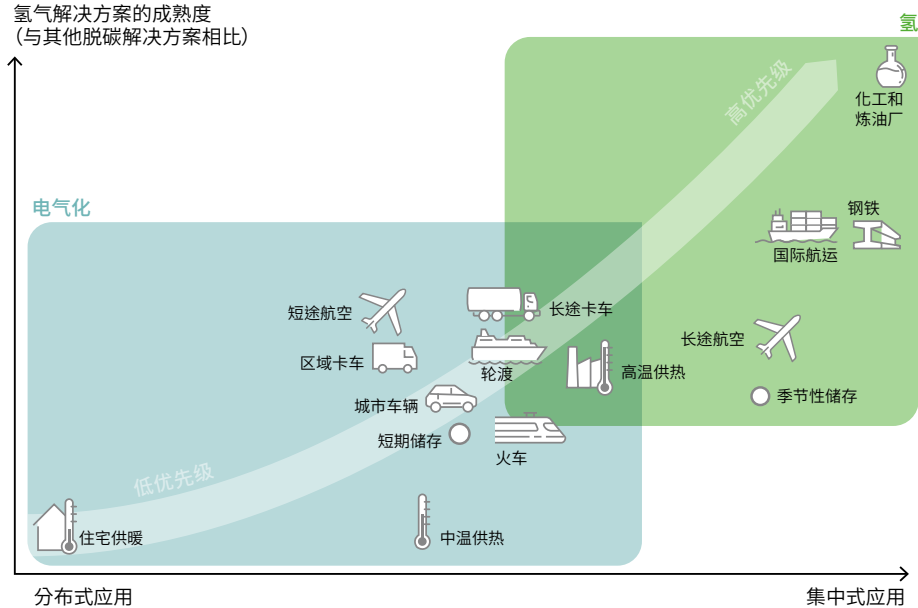 氢气解决方案的成熟度
（与其他脱碳解决方案相比）
氢
高优先级
化工和
炼油厂
电气化
钢铁
国际航运
短途航空
长途卡车
长途航空
区域卡车
轮渡
高温供热
城市车辆
季节性储存
短期储存
火车
低优先级
住宅供暖
中温供热
分布式应用
集中式应用